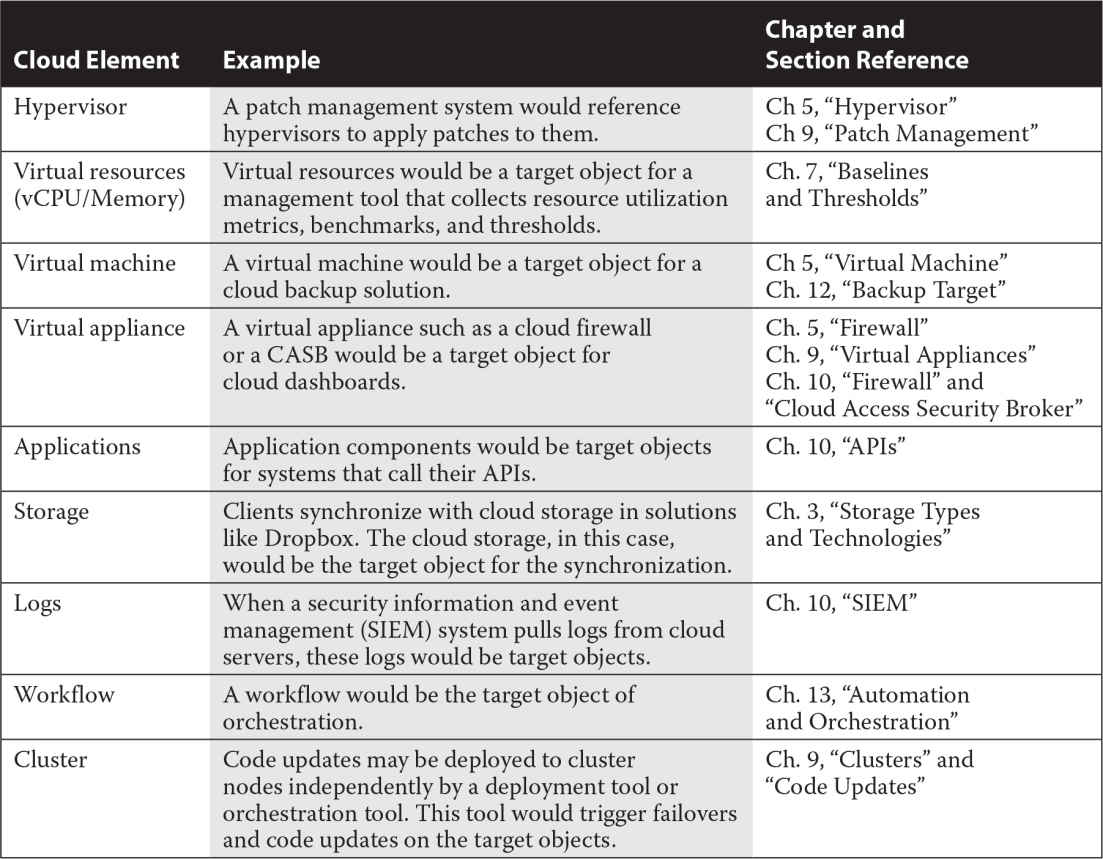 Cloud Element
Example
Chapter and
Section Reference
Hypervisor
A patch management system would reference
hypervisors to apply patches to them.
Ch 5, “Hypervisor”
Ch 9, “Patch Management”
Virtual resources
(vCPU/Memory)
Virtual resources would be a target object for a
management tool that collects resource utilization
metrics, benchmarks, and thresholds.
Ch. 7, “Baselines
and Thresholds”
Virtual machine
A virtual machine would be a target object for a
cloud backup solution.
Ch 5, “Virtual Machine”
Ch. 12, “Backup Target”
Virtual appliance
A virtual appliance such as a cloud firewall
or a CASB would be a target object for
cloud dashboards.
Ch. 5, “Firewall”
Ch. 9, “Virtual Appliances”
Ch. 10, “Firewall” and
“Cloud Access Security Broker”
Applications
Application components would be target objects
for systems that call their APIs.
Ch. 10, “APIs”
Storage
Clients synchronize with cloud storage in solutions
like Dropbox. The cloud storage, in this case,
would be the target object for the synchronization.
Ch. 3, “Storage Types
and Technologies”
Logs
When a security information and event
management (SIEM) system pulls logs from cloud
servers, these logs would be target objects.
Ch. 10, “SIEM”
Workflow
A workflow would be the target object of
orchestration.
Ch. 13, “Automation
and Orchestration”
Cluster
Code updates may be deployed to cluster
nodes independently by a deployment tool or
orchestration tool. This tool would trigger failovers
and code updates on the target objects.
Ch. 9, “Clusters” and
“Code Updates”